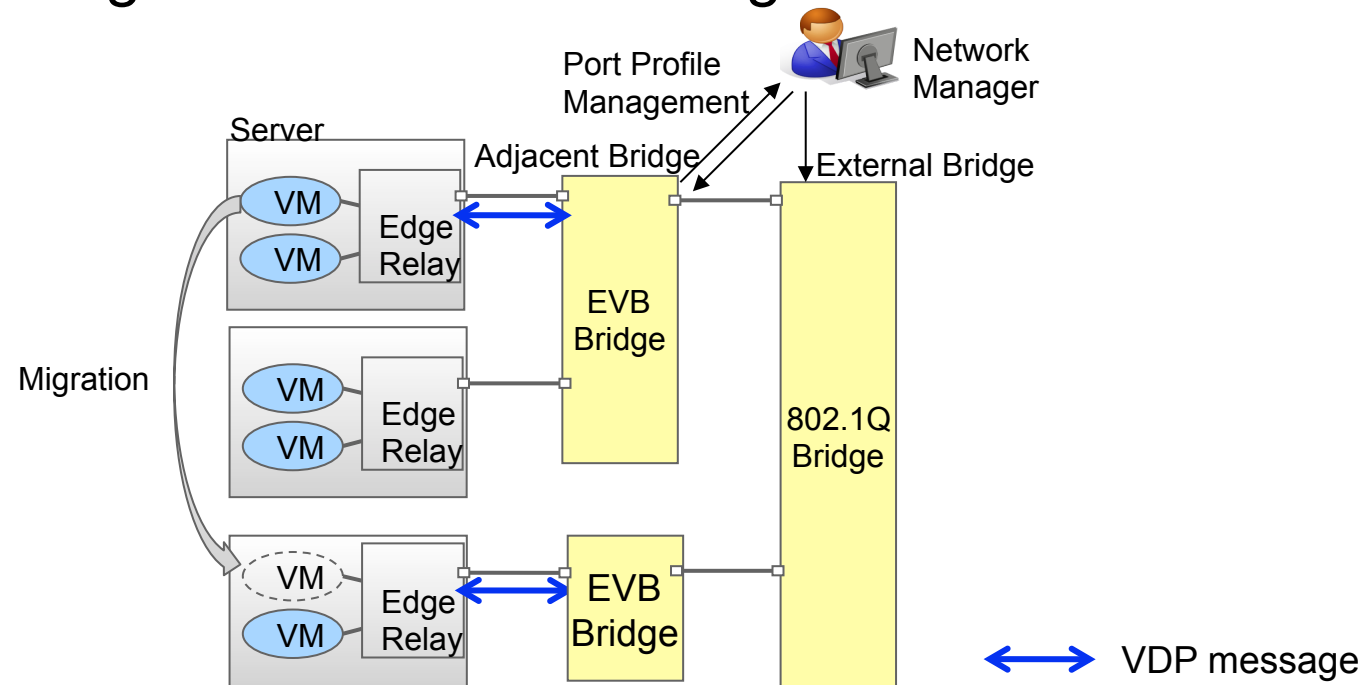 Network
Manager
Port Profile
Management
Server
Adjacent Bridge
External Bridge
VM
VM
Edge
Relay
EVB
Bridge
Migration
VM
VM
Edge
Relay
802.1Q
Bridge
VM
VM
Edge
Relay
EVB
Bridge
VDP message